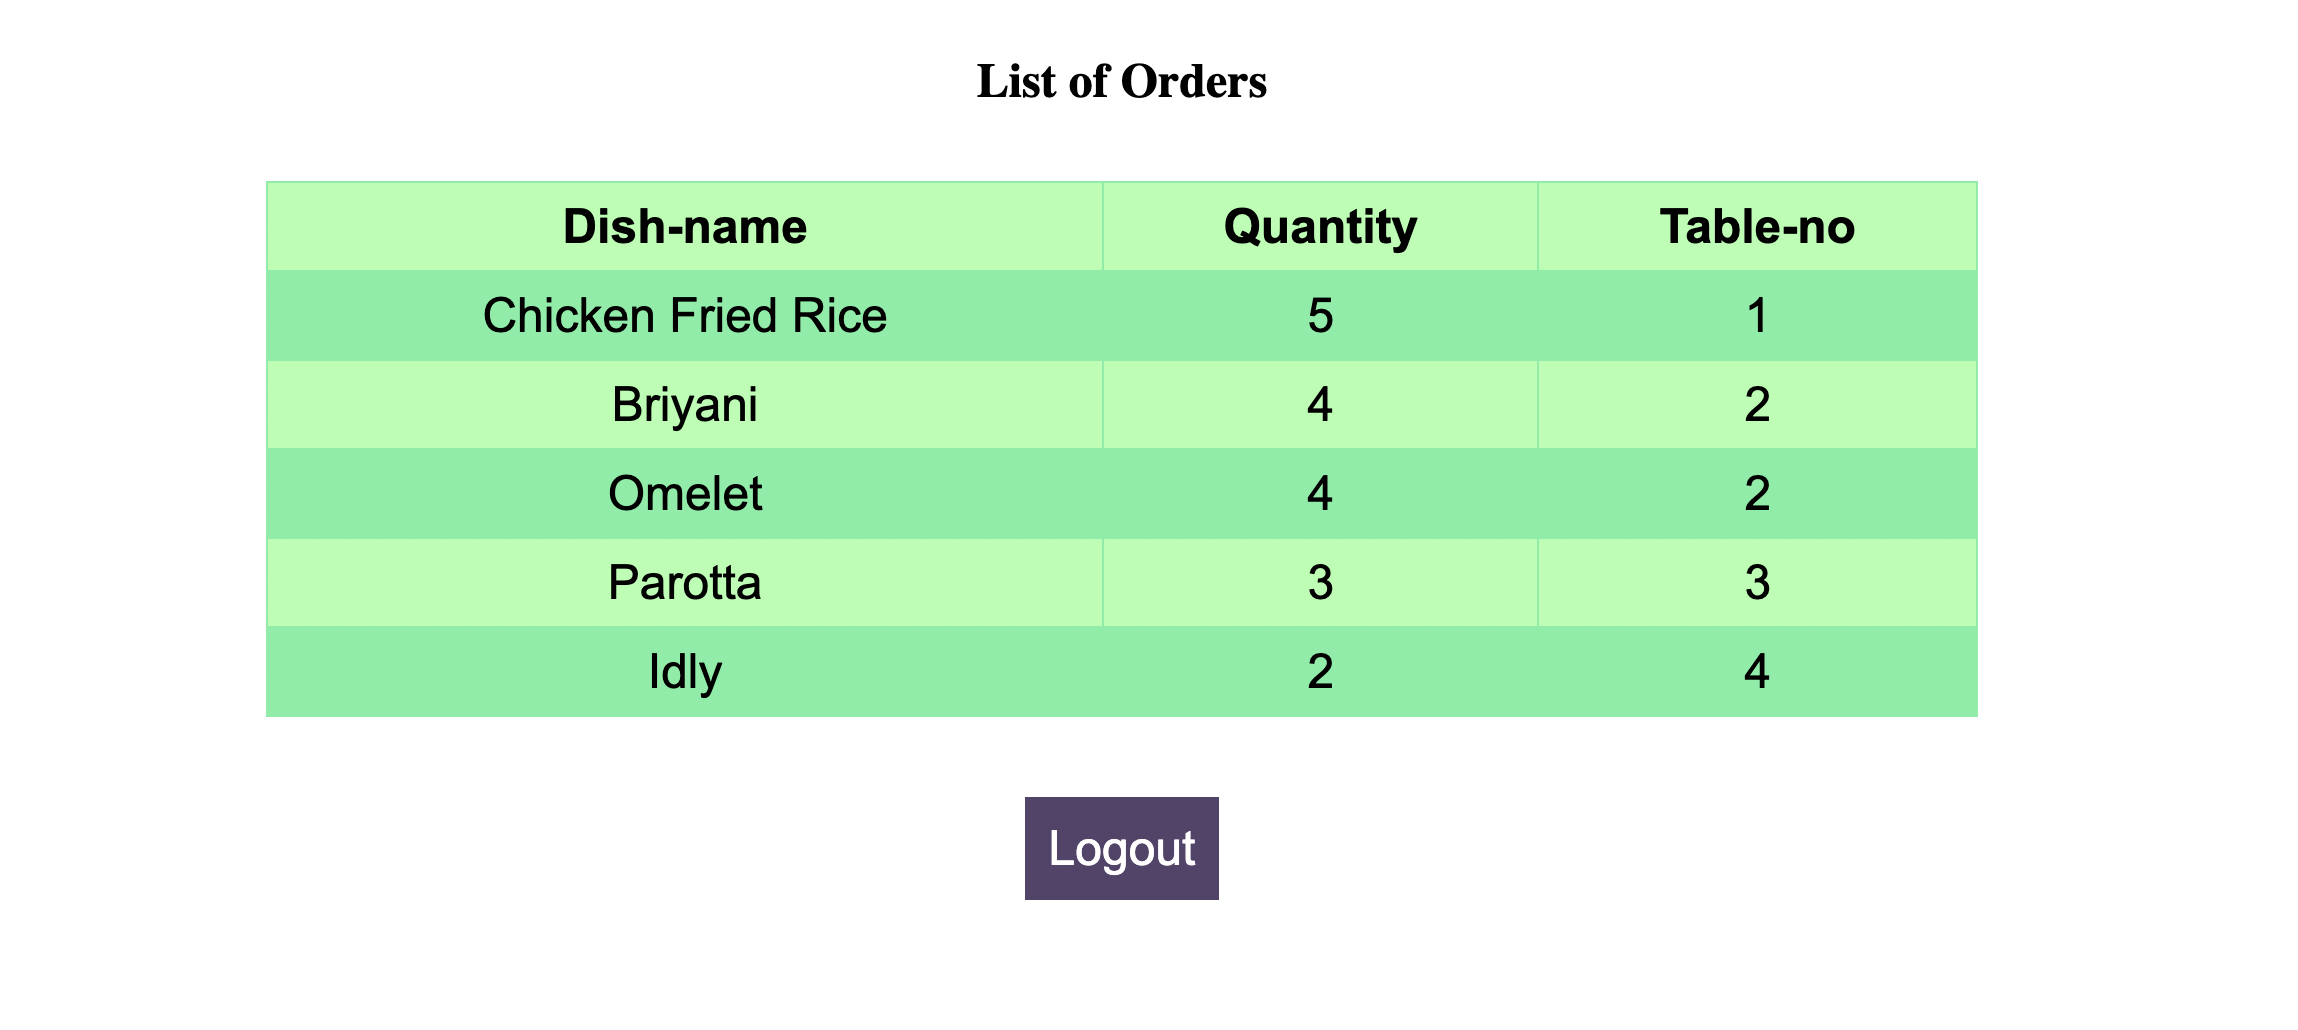 List of Orders
Dish-name Quantity Table-no
Chicken Fried Rice 5 1
Briyani 4 2
Omelet 4 2
Parotta 3 3
Idly 2 4
Logout